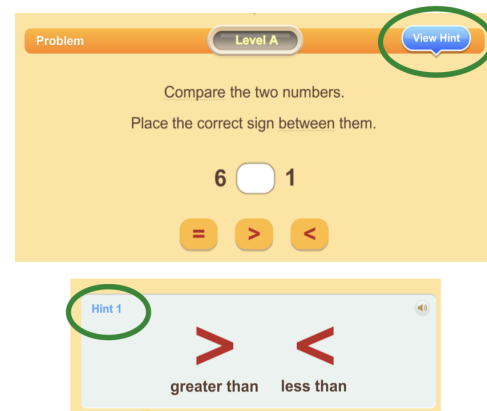 Problem Level A View Hint
Compare the two numbers.
Place the correct sign between them.
6 1
= > <
Hint 1
> <
greater than less than